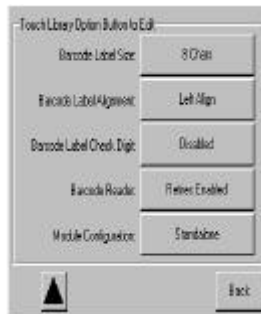 Touch Library Option Button to Edit
Barcode Label Size: 8 Chars
Barcode Label Alignment: Left Align
Barcode Label Check Digit: Disabled
Barcode Reader: Retries Enabled
Module Configuration: Standalone
Back